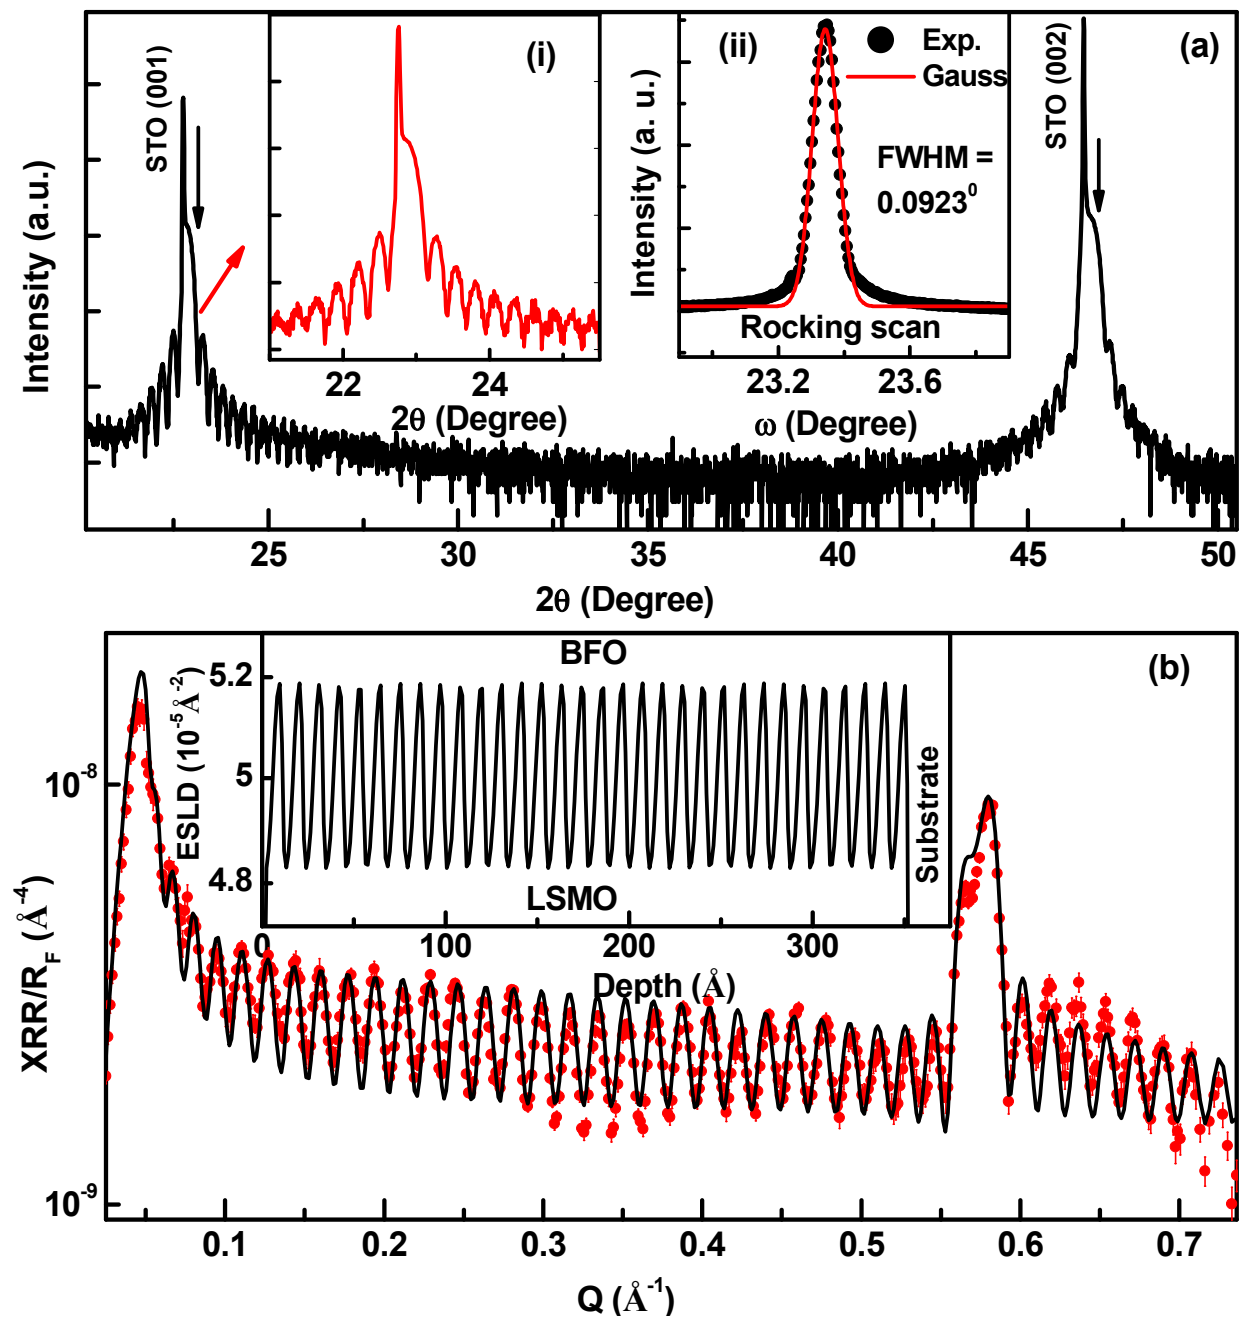 (a)
Intensity (a.u.)
STO (001)
(i)
22 24
2θ (Degree)
(ii)
Exp.
Gauss
Intensity (a. u.)
FWHM =
0.0923⁰
Rocking scan
23.2 23.6
ω (Degree)
STO (002)
25 30 35 40 45 50
2θ (Degree)
(b)
XRR/R_F (Å⁻⁴)
10⁻⁸
10⁻⁹
ESLD (10⁻⁵ Å⁻²)
5.2
5
4.8
BFO
LSMO
Substrate
0 100 200 300
Depth (Å)
0.1 0.2 0.3 0.4 0.5 0.6 0.7
Q (Å⁻¹)